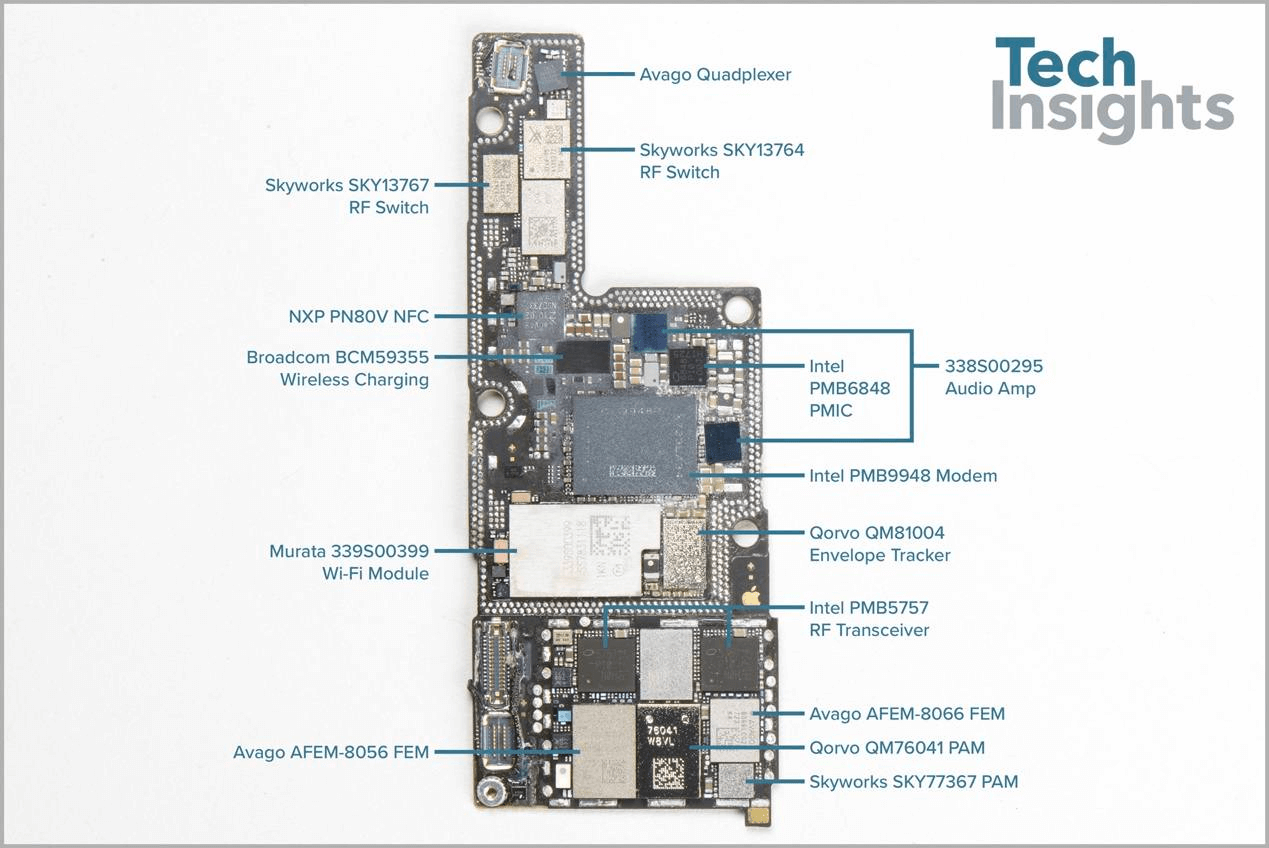 Tech
Insights
Avago Quadplexer
Skyworks SKY13764
RF Switch
Skyworks SKY13767
RF Switch
NXP PN80V NFC
Broadcom BCM59355
Wireless Charging
Intel
PMB6848
PMIC
338S00295
Audio Amp
Intel PMB9948 Modem
Murata 339S00399
Wi-Fi Module
Qorvo QM81004
Envelope Tracker
Intel PMB5757
RF Transceiver
Avago AFEM-8056 FEM
Avago AFEM-8066 FEM
Qorvo QM76041 PAM
Skyworks SKY77367 PAM
339S00399
76041